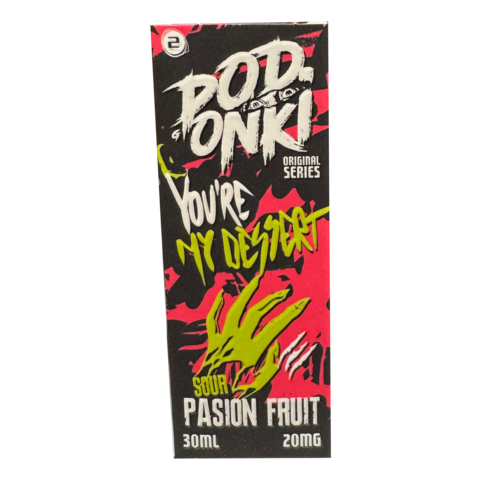 2
POD.
ONKI
ORIGINAL
SERIES
YOU'RE
MY DESSERT
SOUR
PASION FRUIT
30ML 20MG